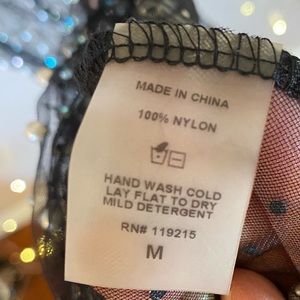 MADE IN CHINA
100% NYLON
HAND WASH COLD
LAY FLAT TO DRY
MILD DETERGENT
RN# 119215
M